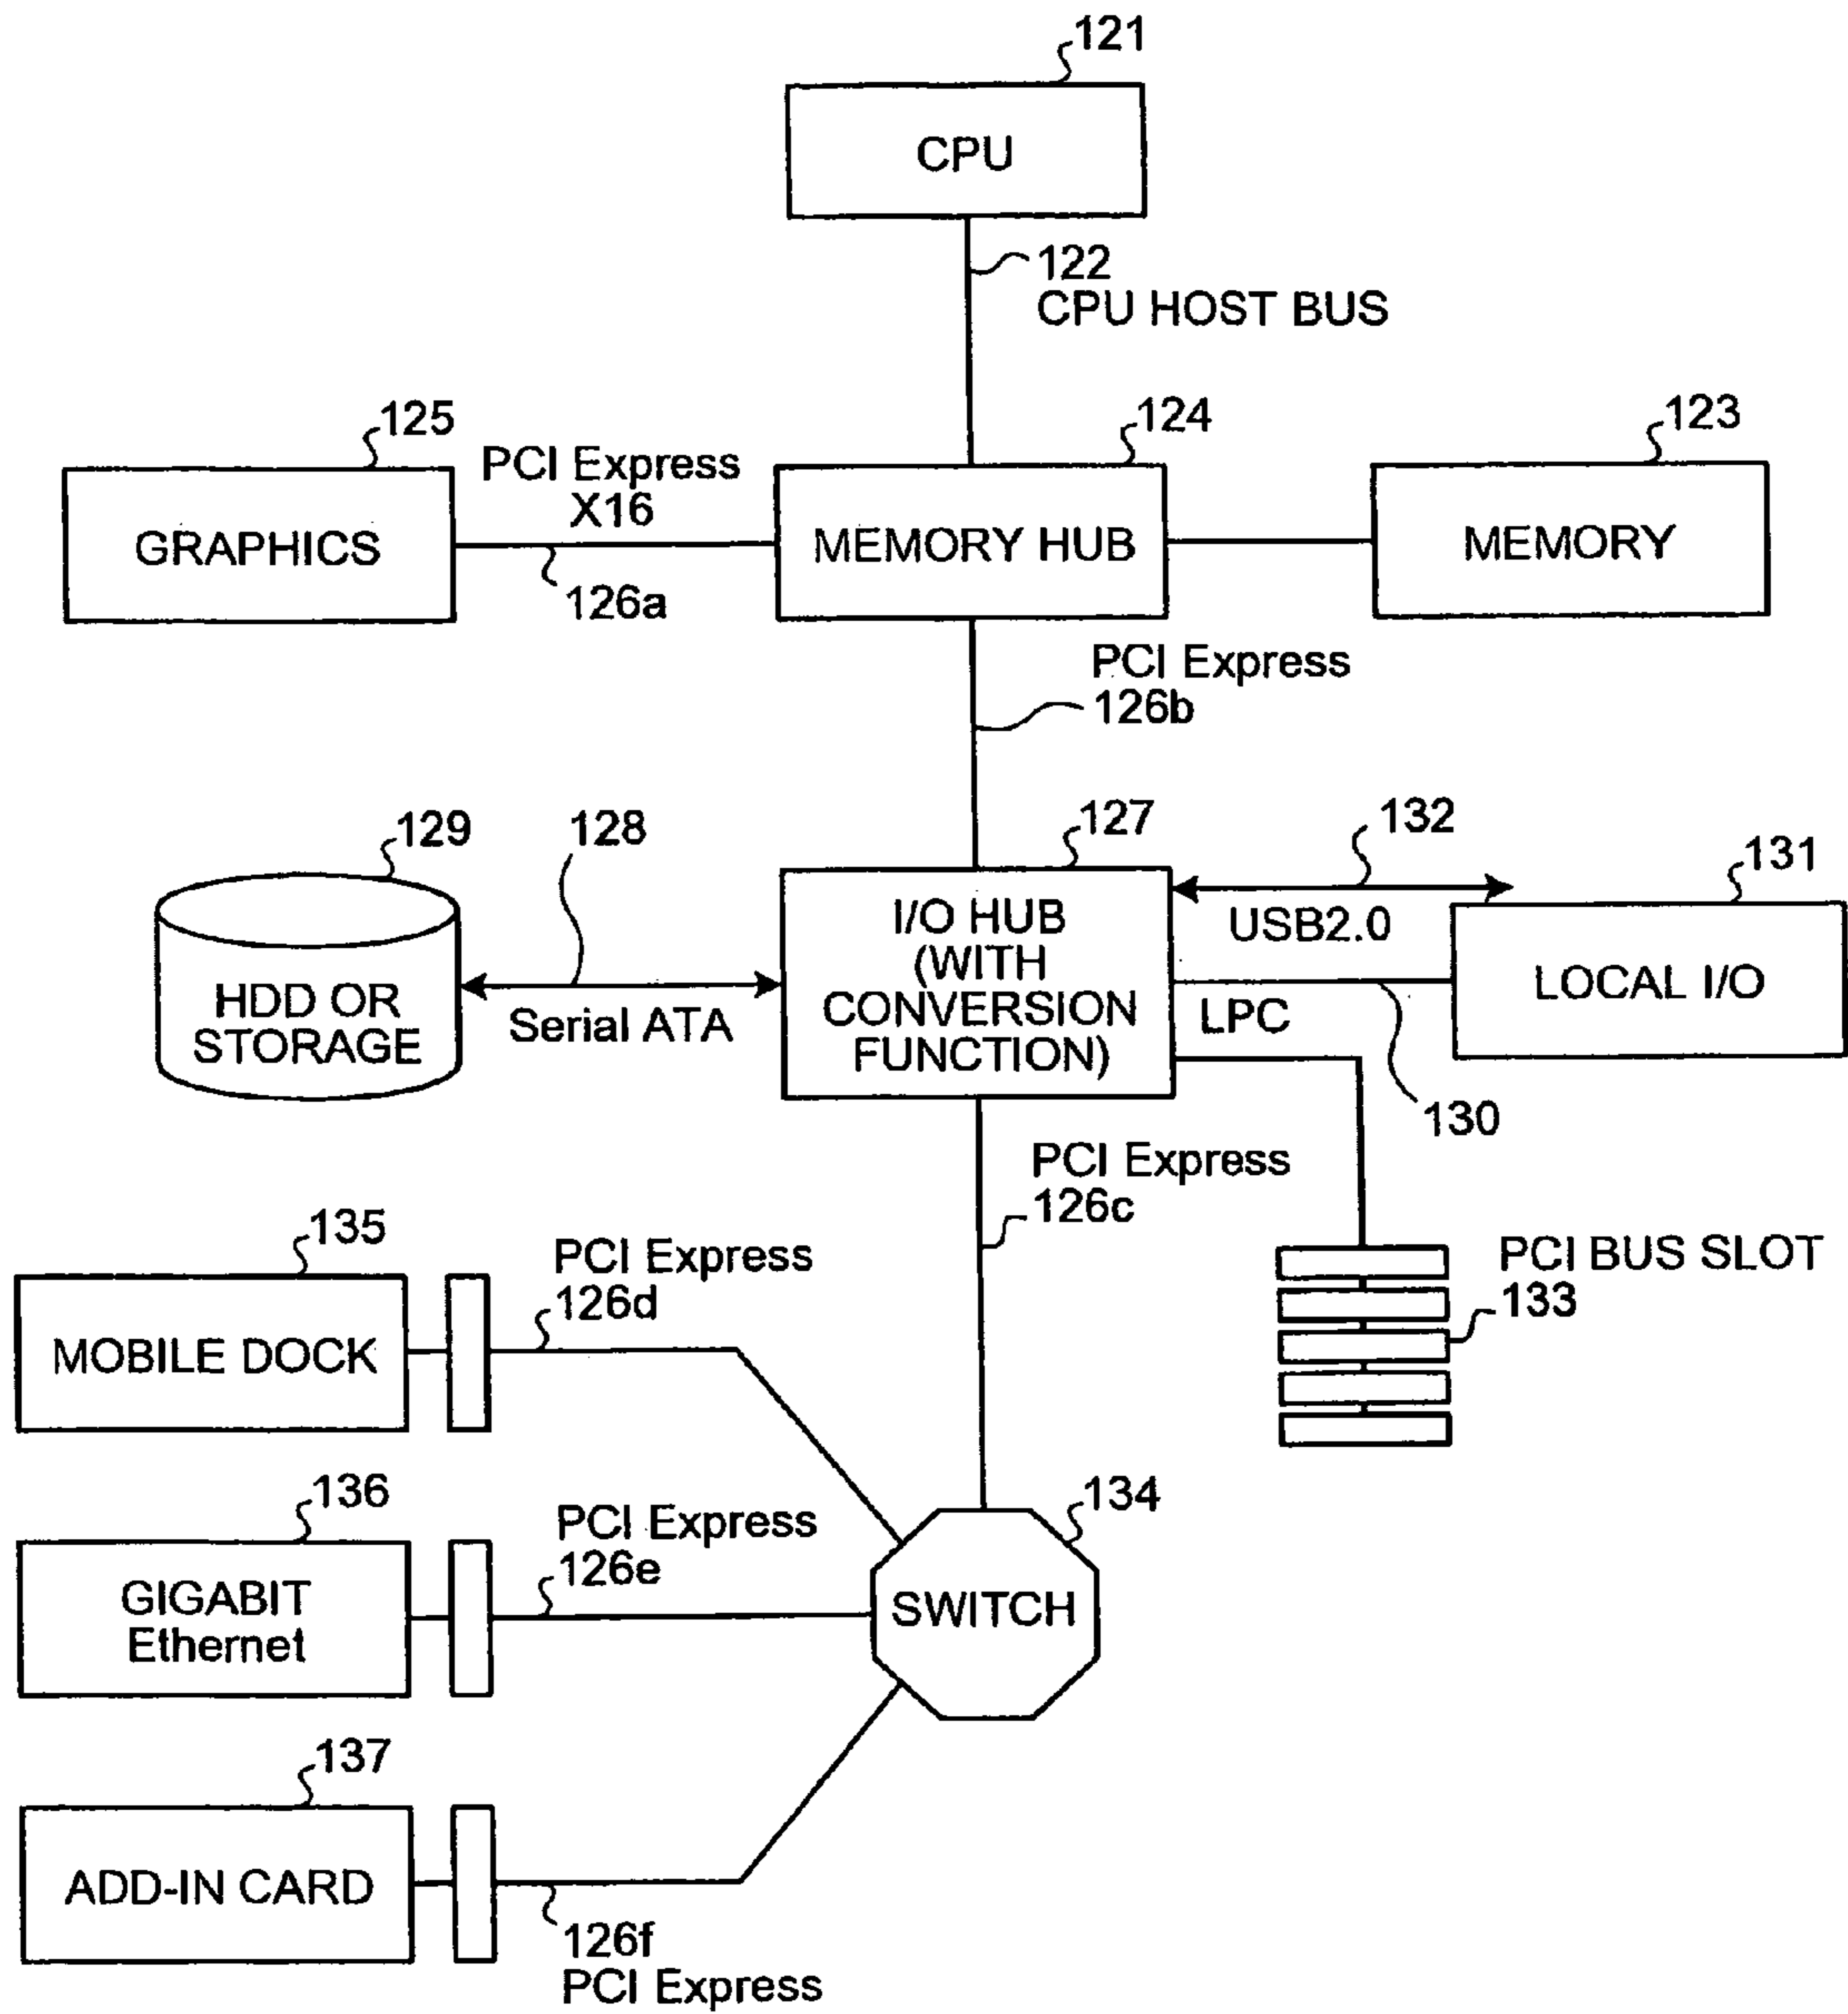 121
CPU
122
CPU HOST BUS
125
PCI Express
X16
124
123
GRAPHICS
MEMORY HUB
MEMORY
126a
PCI Express
126b
129
128
127
132
131
I/O HUB
(WITH
CONVERSION
FUNCTION)
USB2.0
HDD OR
STORAGE
Serial ATA
LOCAL I/O
LPC
130
PCI Express
126c
135
PCI Express
126d
PCI BUS SLOT
133
MOBILE DOCK
136
PCI Express
126e
134
GIGABIT
Ethernet
SWITCH
137
ADD-IN CARD
126f
PCI Express